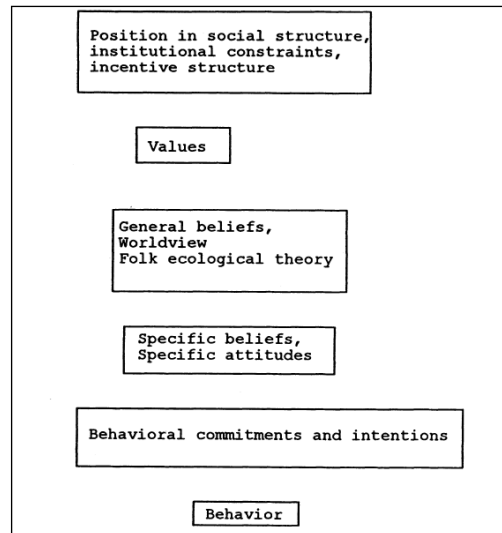 Position in social structure,
institutional constraints,
incentive structure
Values
General beliefs,
Worldview
Folk ecological theory
Specific beliefs,
Specific attitudes
Behavioral commitments and intentions
Behavior